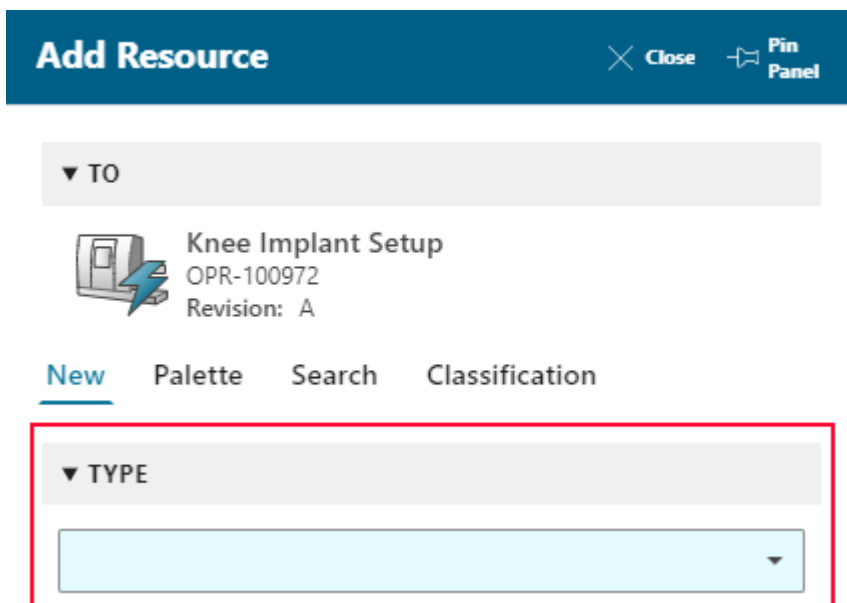 Add Resource
Close
Pin
Panel
TO
Knee Implant Setup
OPR-100972
Revision: A
New Palette Search Classification
TYPE